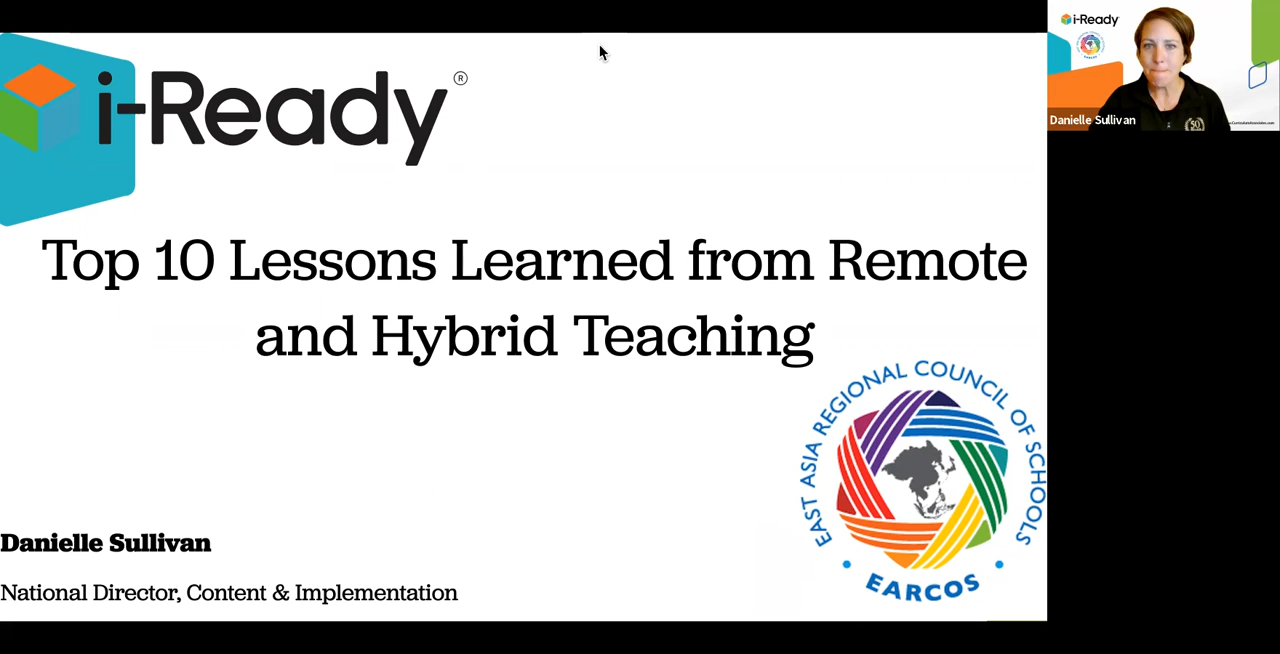 i-Ready®
Top 10 Lessons Learned from Remote
and Hybrid Teaching
EAST ASIA REGIONAL COUNCIL OF SCHOOLS
EARCOS
Danielle Sullivan
National Director, Content & Implementation
i-Ready
Danielle Sullivan
50